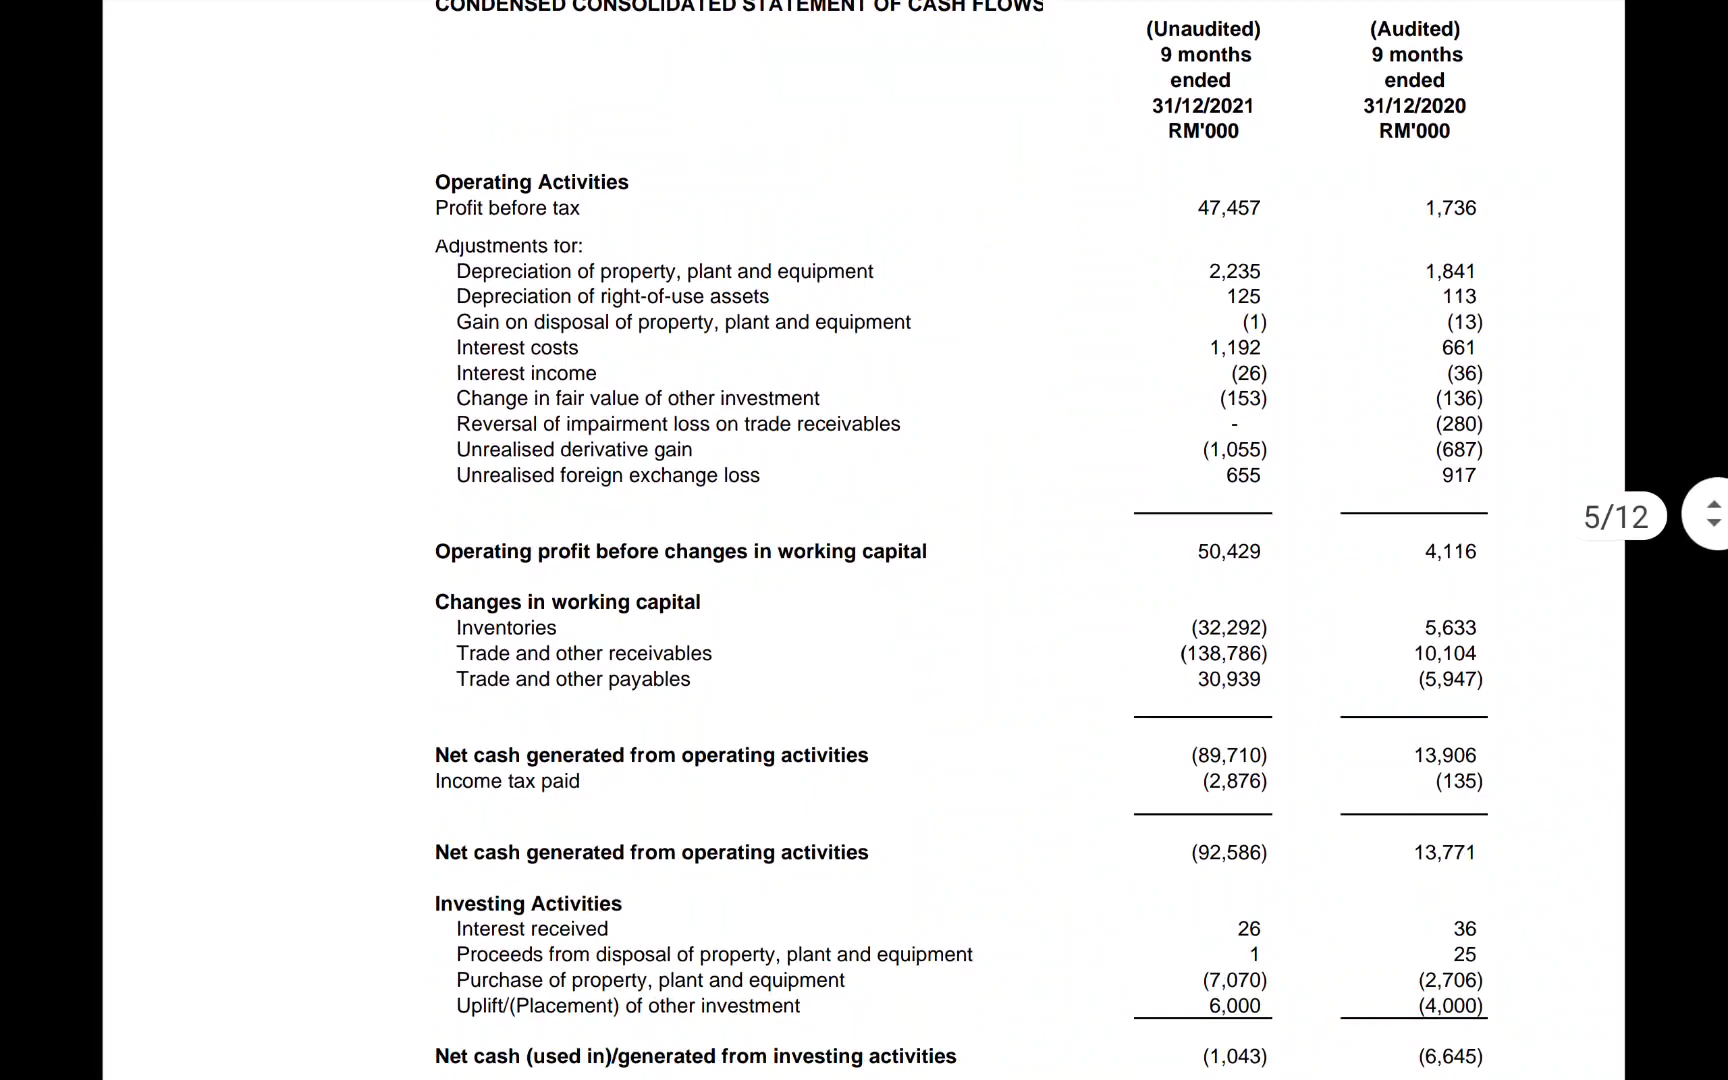 CONDENSED CONSOLIDATED STATEMENT OF CASH FLOWS
(Unaudited) (Audited)
9 months 9 months
ended ended
31/12/2021 31/12/2020
RM'000 RM'000
Operating Activities
Profit before tax 47,457 1,736
Adjustments for:
Depreciation of property, plant and equipment 2,235 1,841
Depreciation of right-of-use assets 125 113
Gain on disposal of property, plant and equipment (1) (13)
Interest costs 1,192 661
Interest income (26) (36)
Change in fair value of other investment (153) (136)
Reversal of impairment loss on trade receivables - (280)
Unrealised derivative gain (1,055) (687)
Unrealised foreign exchange loss 655 917
5/12
Operating profit before changes in working capital 50,429 4,116
Changes in working capital
Inventories (32,292) 5,633
Trade and other receivables (138,786) 10,104
Trade and other payables 30,939 (5,947)
Net cash generated from operating activities (89,710) 13,906
Income tax paid (2,876) (135)
Net cash generated from operating activities (92,586) 13,771
Investing Activities
Interest received 26 36
Proceeds from disposal of property, plant and equipment 1 25
Purchase of property, plant and equipment (7,070) (2,706)
Uplift/(Placement) of other investment 6,000 (4,000)
Net cash (used in)/generated from investing activities (1,043) (6,645)